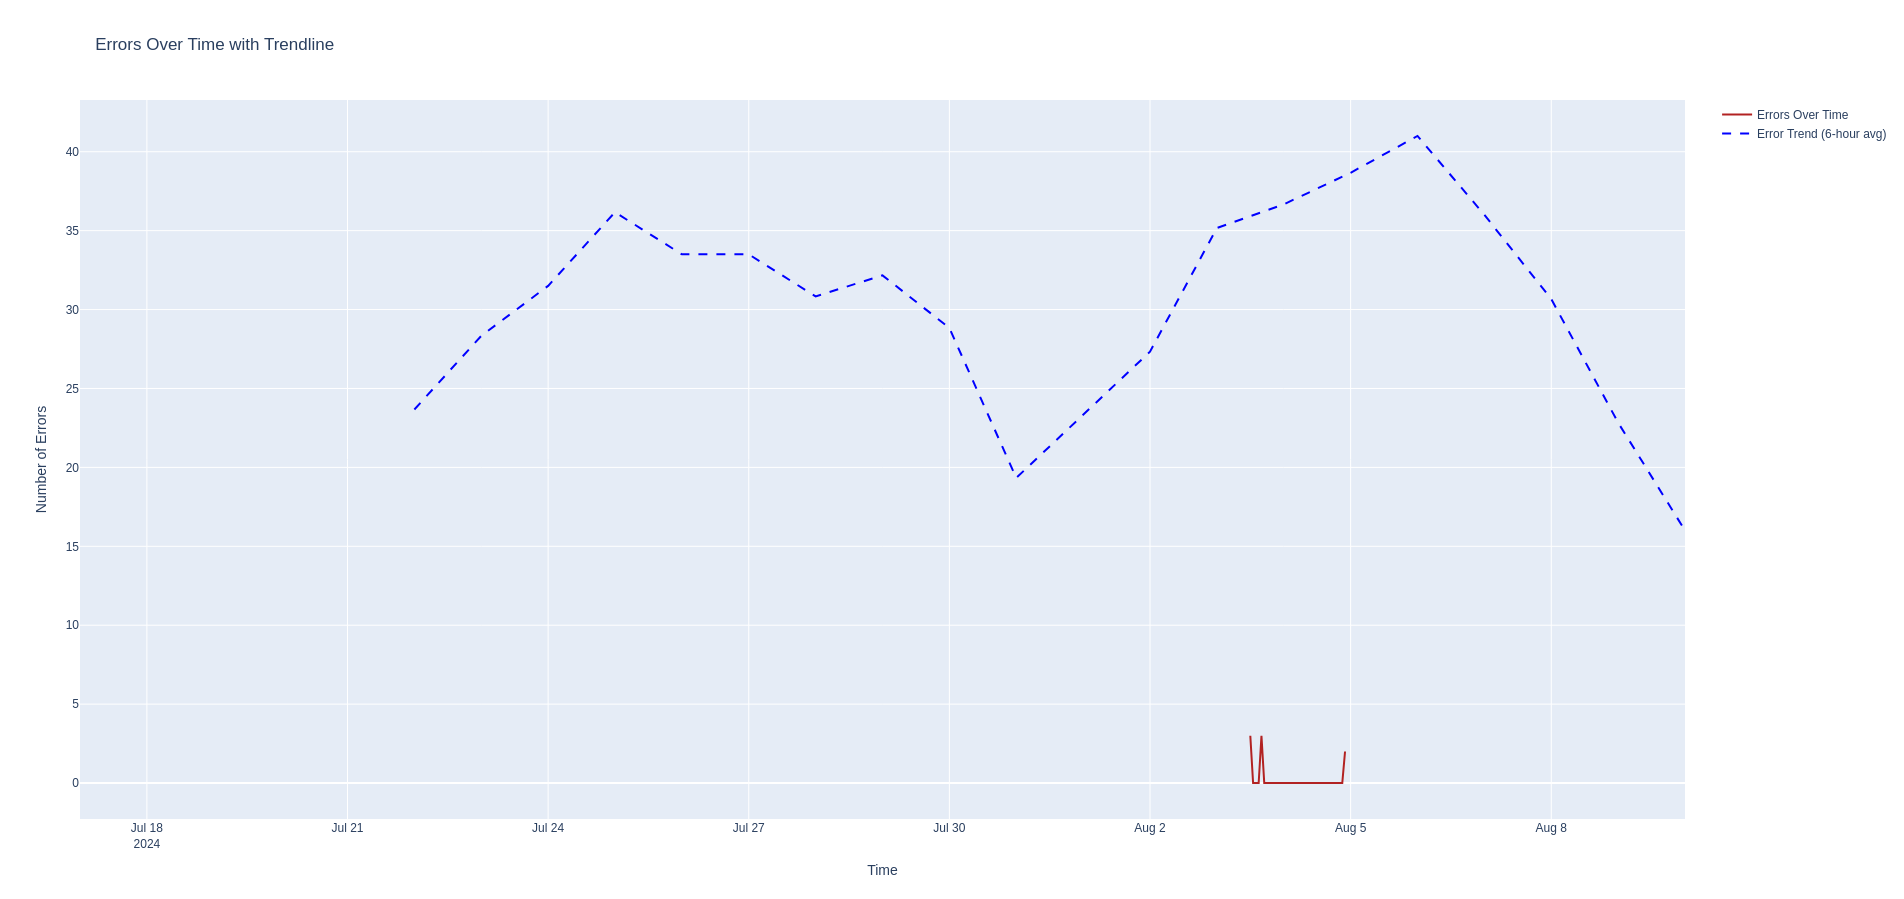 Errors Over Time with Trendline
Errors Over Time
Error Trend (6-hour avg)
40
35
30
25
20
15
10
5
0
Number of Errors
Jul 18
2024
Jul 21
Jul 24
Jul 27
Jul 30
Aug 2
Aug 5
Aug 8
Time